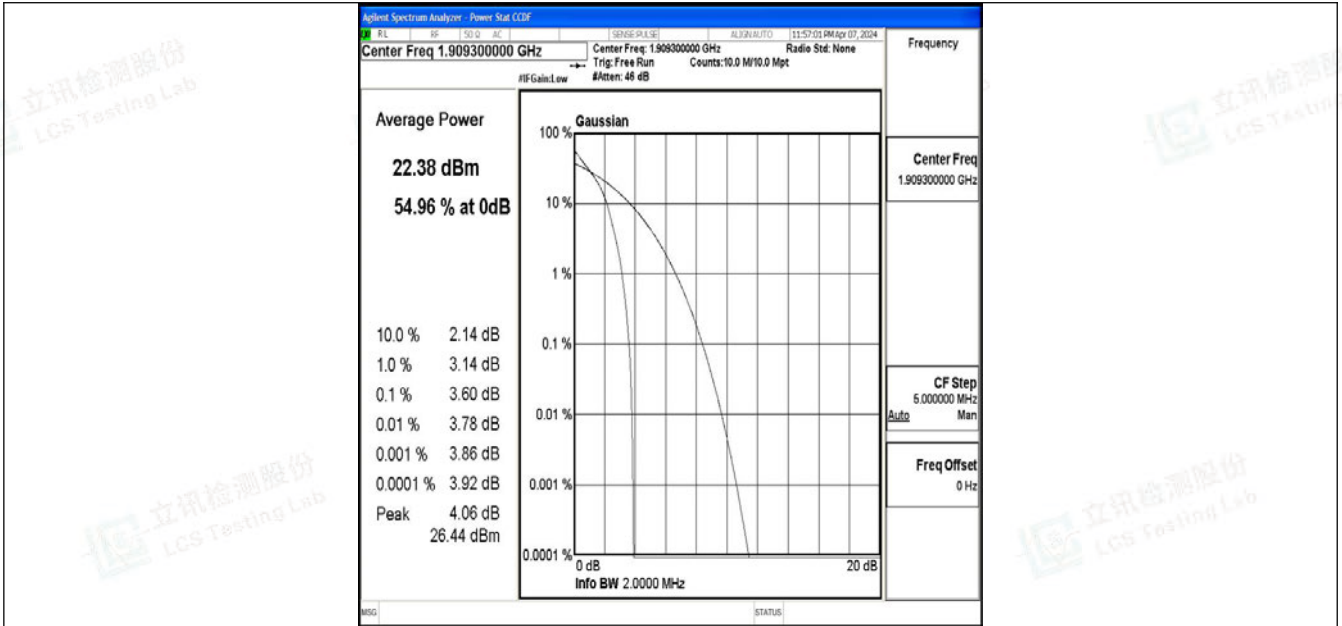 Agilent Spectrum Analyzer - Power Stat CCDF
RL RF 50 Ω AC SENSE:PULSE ALIGN AUTO 11:57:01 PM Apr 07, 2024
Center Freq 1.909300000 GHz
Center Freq: 1.909300000 GHz Radio Std: None
Trig: Free Run Counts:10.0 M/10.0 Mpt
#IFGain:Low #Atten: 46 dB
Frequency
Average Power
22.38 dBm
54.96 % at 0dB
10.0 % 2.14 dB
1.0 % 3.14 dB
0.1 % 3.60 dB
0.01 % 3.78 dB
0.001 % 3.86 dB
0.0001 % 3.92 dB
Peak 4.06 dB
26.44 dBm
Gaussian
100 %
10 %
1 %
0.1 %
0.01 %
0.001 %
0.0001 %
0 dB 20 dB
Info BW 2.0000 MHz
Center Freq
1.909300000 GHz
CF Step
5.000000 MHz
Auto Man
Freq Offset
0 Hz
MSG STATUS
立讯检测股份
LCS Testing Lab
立讯检测股
LCS Testin
立讯检测股份
LCS Testing Lab
立讯检测股份
LCS Testing Lab